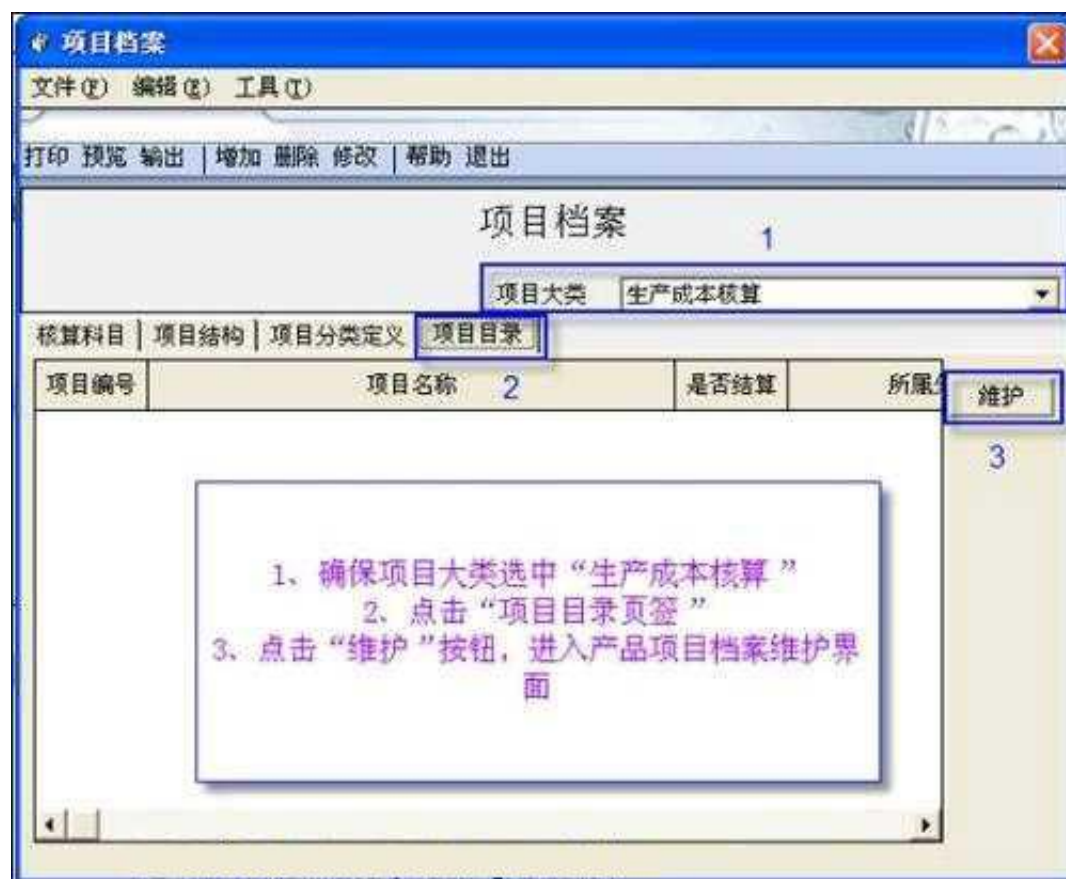 项目档案
文件(F) 编辑(E) 工具(T)
打印 预览 输出 | 增加 删除 修改 | 帮助 退出
项目档案
1
项目大类 生产成本核算
核算科目 项目结构 项目分类定义 项目目录
项目编号 项目名称 2 是否结算 所属 维护
3
1、确保项目大类选中“生产成本核算”
2、点击“项目目录页签”
3、点击“维护”按钮，进入产品项目档案维护界
面